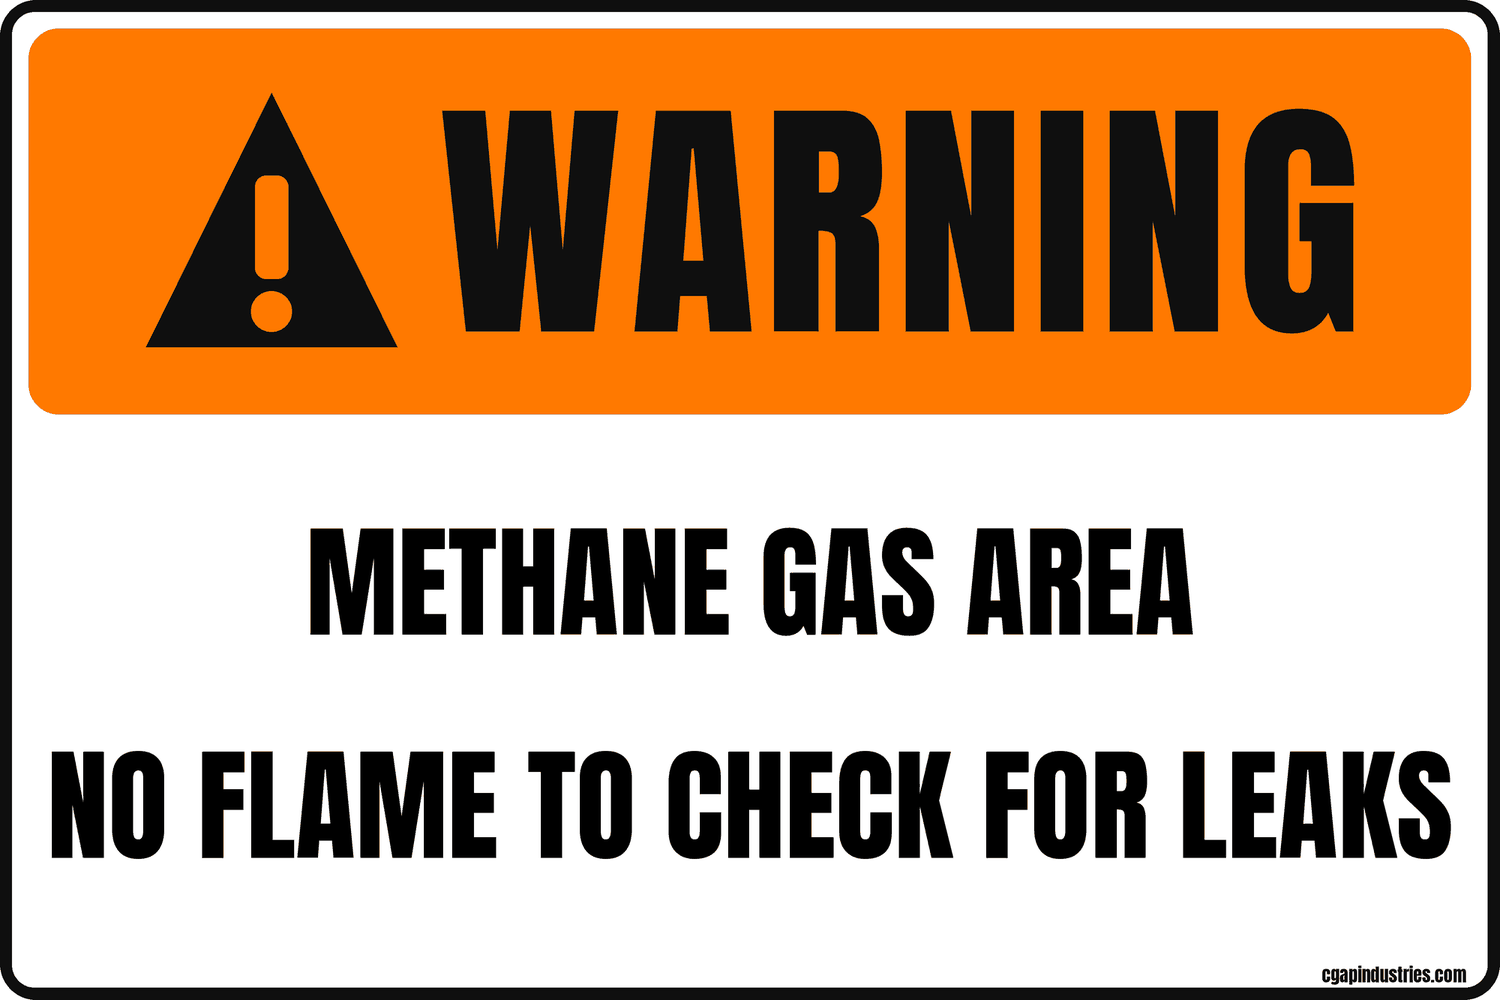 WARNING
METHANE GAS AREA
NO FLAME TO CHECK FOR LEAKS
cgapindustries.com